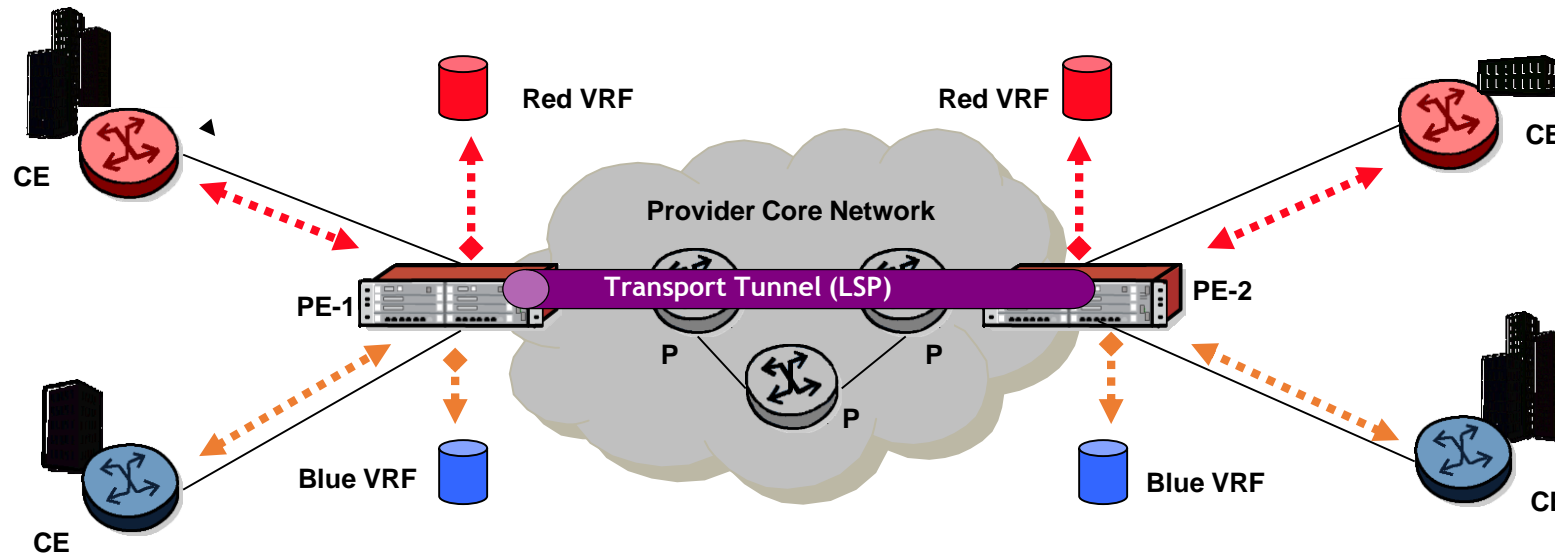 Red VRF
Red VRF
CE
CE
Provider Core Network
PE-1
Transport Tunnel (LSP)
PE-2
P
P
P
Blue VRF
Blue VRF
CE